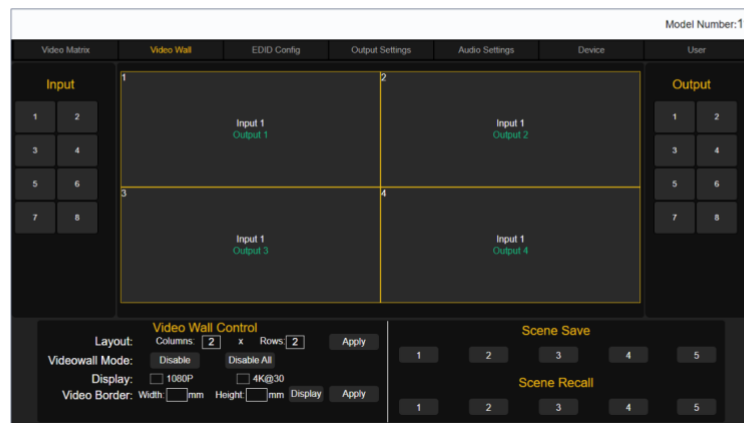 Model Number:1
Video Matrix Video Wall EDID Config Output Settings Audio Settings Device User
Input
1 2
3 4
5 6
7 8
1
Input 1
Output 1
2
Input 1
Output 2
3
Input 1
Output 3
4
Input 1
Output 4
Output
1 2
3 4
5 6
7 8
Video Wall Control
Layout: Columns: 2 x Rows: 2 Apply
Videowall Mode: Disable Disable All
Display: 1080P 4K@30
Video Border: Width: mm Height: mm Display Apply
Scene Save
1 2 3 4 5
Scene Recall
1 2 3 4 5